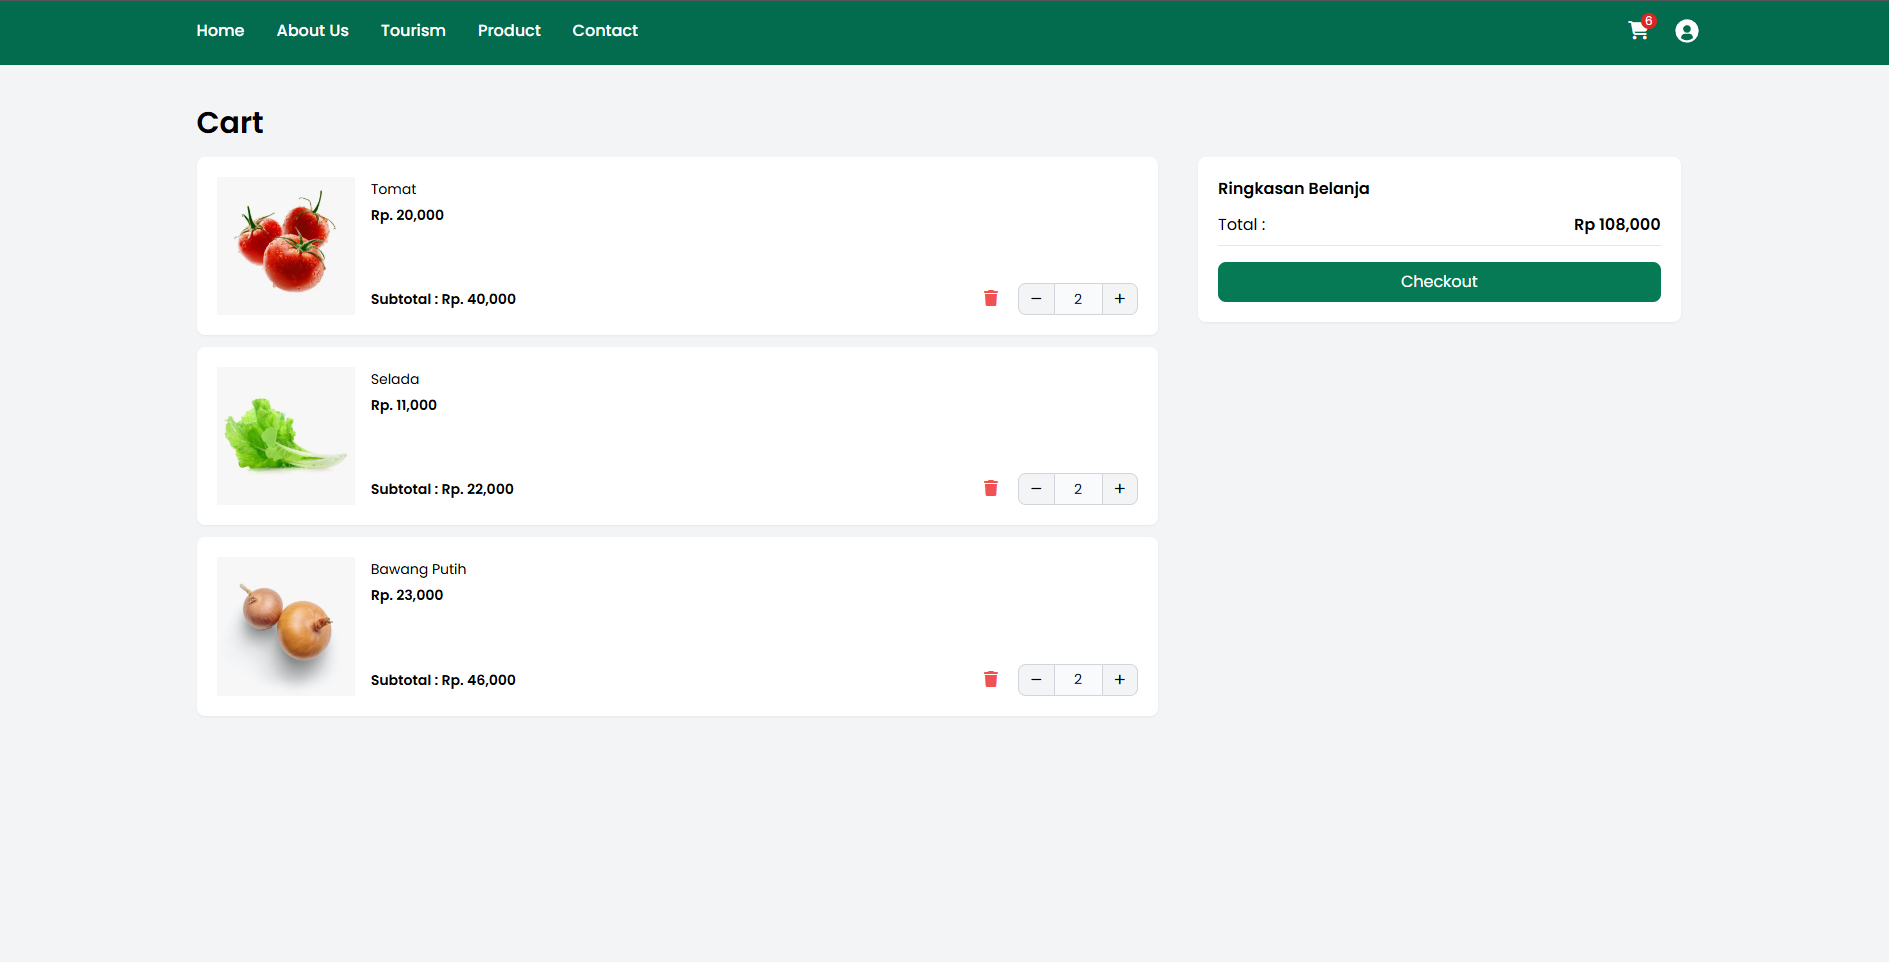 Home About Us Tourism Product Contact 6
Cart
Tomat
Rp. 20,000
Subtotal : Rp. 40,000 2
Selada
Rp. 11,000
Subtotal : Rp. 22,000 2
Bawang Putih
Rp. 23,000
Subtotal : Rp. 46,000 2
Ringkasan Belanja
Total : Rp 108,000
Checkout